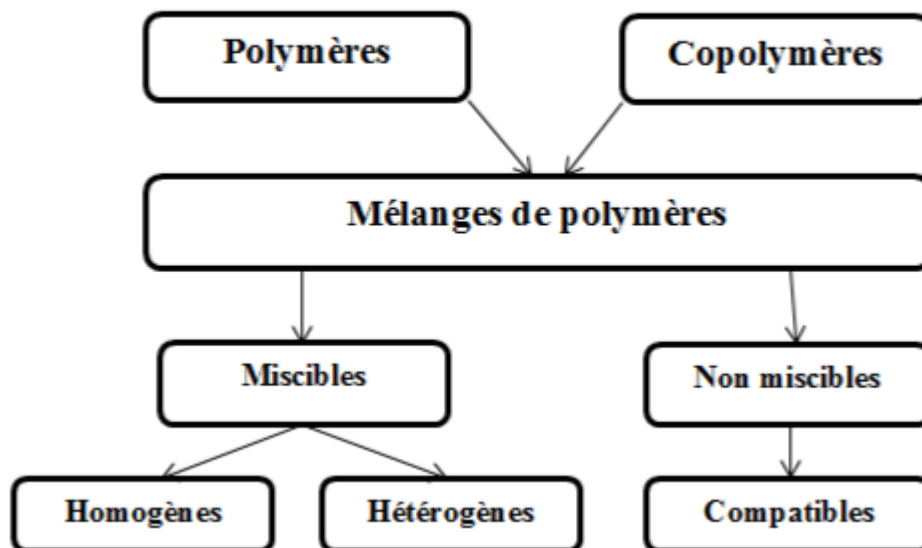 Polymères
Copolymères
Mélanges de polymères
Miscibles
Non miscibles
Homogènes
Hétérogènes
Compatibles